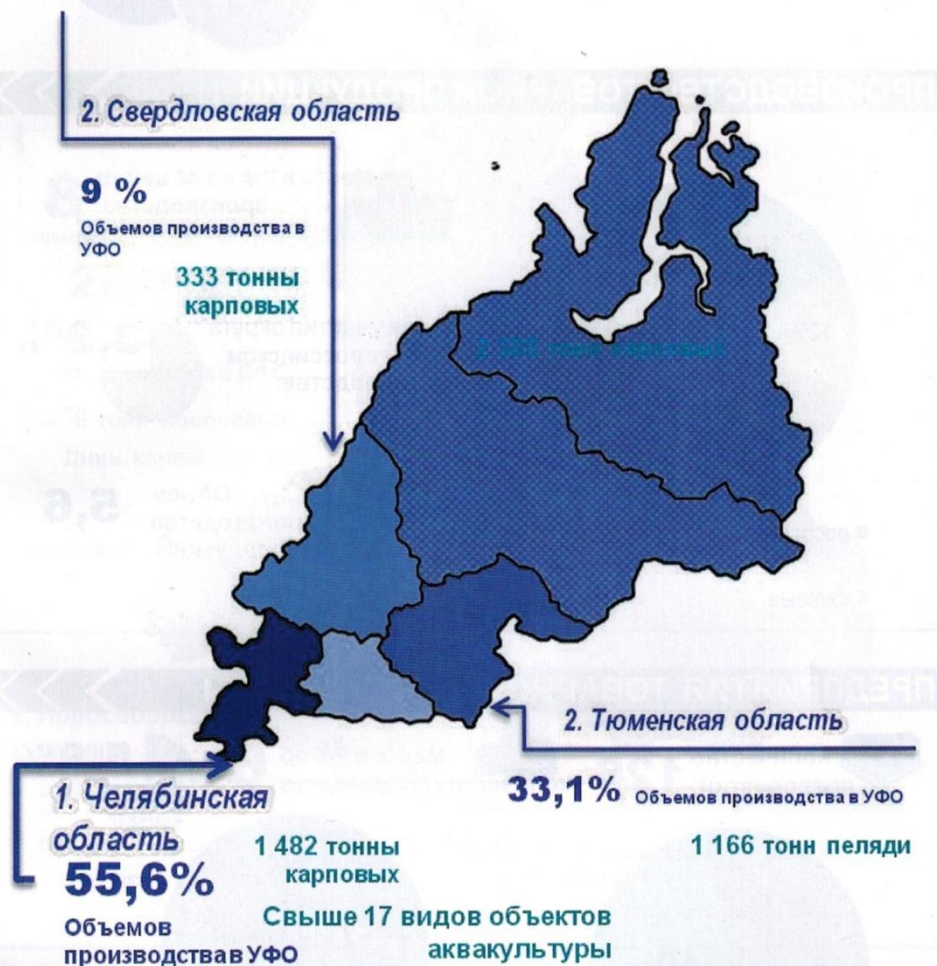 2. Свердловская область
9 %
Объемов производства в
УФО
333 тонны
карповых
2. Тюменская область
33,1% Объемов производства в УФО
1 166 тонн пеляди
1. Челябинская
область
55,6%
Объемов
производства в УФО
1 482 тонны
карповых
Свыше 17 видов объектов
аквакультуры